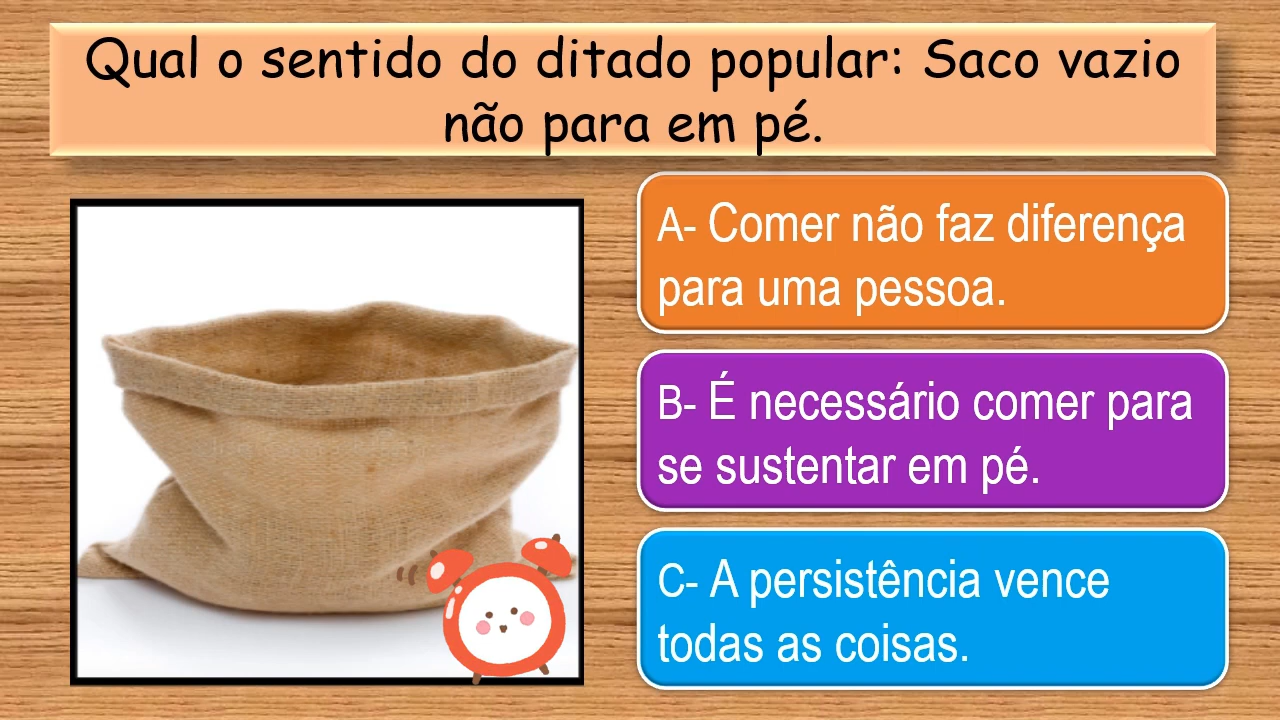 Qual o sentido do ditado popular: Saco vazio
não para em pé.
A- Comer não faz diferença
para uma pessoa.
B- É necessário comer para
se sustentar em pé.
C- A persistência vence
todas as coisas.